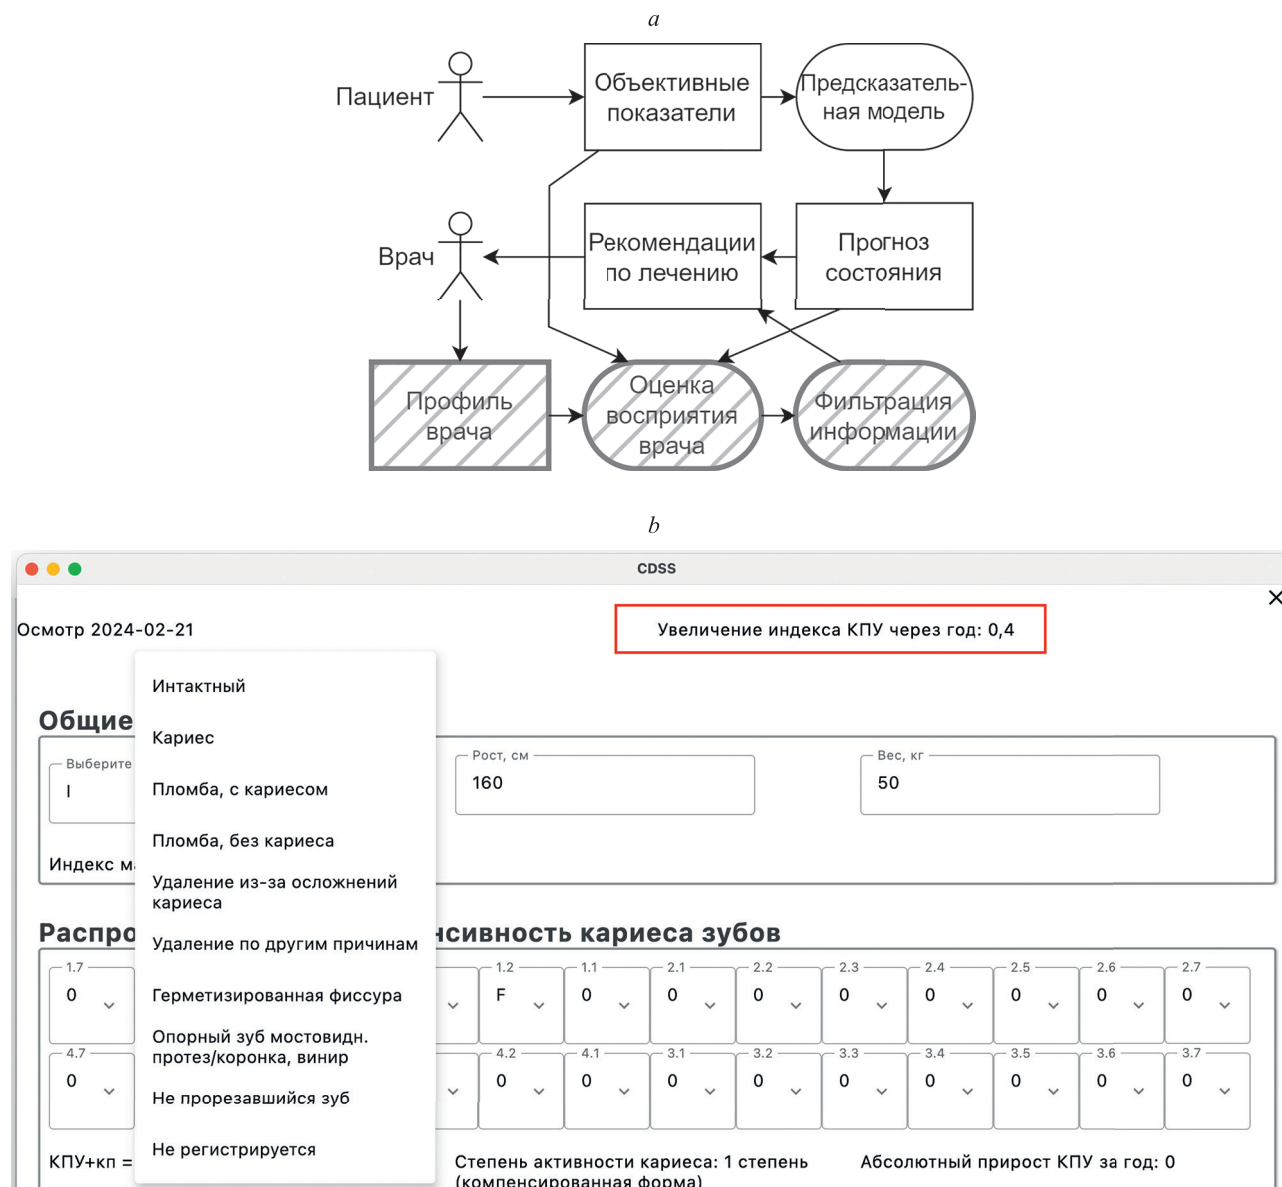 a
Пациент
Объективные
показатели
Предсказатель-
ная модель
Врач
Рекомендации
по лечению
Прогноз
состояния
Профиль
врача
Оценка
восприятия
врача
Фильтрация
информации
b
CDSS
Осмотр 2024-02-21
Увеличение индекса КПУ через год: 0,4
Интактный
Кариес
Пломба, с кариесом
Пломба, без кариеса
Удаление из-за осложнений
кариеса
Удаление по другим причинам
Герметизированная фиссура
Опорный зуб мостовидн.
протез/коронка, винир
Не прорезавшийся зуб
Не регистрируется
Общие
Выберите
I
Рост, см
160
Вес, кг
50
Индекс м
Распро нсивность кариеса зубов
1.7 1.2 1.1 2.1 2.2 2.3 2.4 2.5 2.6 2.7
0 F 0 0 0 0 0 0 0 0
4.7 4.2 4.1 3.1 3.2 3.3 3.4 3.5 3.6 3.7
0 0 0 0 0 0 0 0 0 0
КПУ+кп =
Степень активности кариеса: 1 степень
(компенсированная форма)
Абсолютный прирост КПУ за год: 0